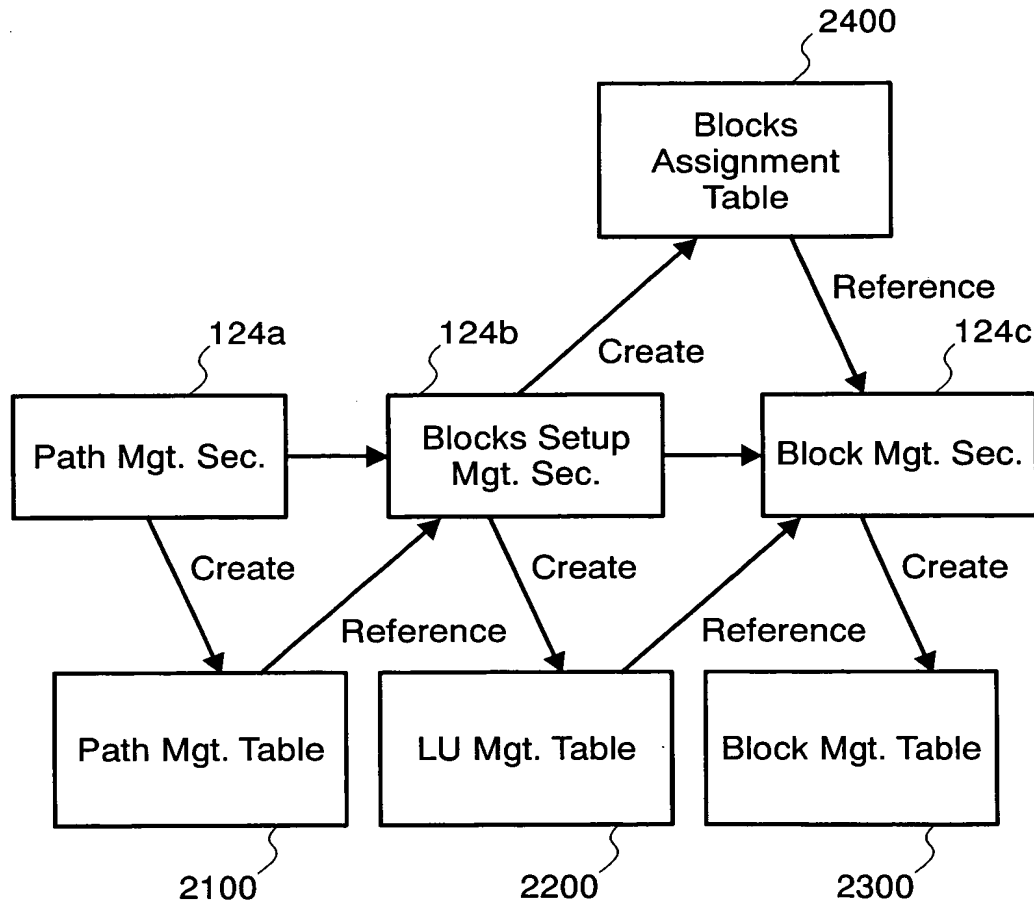 2400
Blocks
Assignment
Table
Reference
124a
124b
124c
Create
Path Mgt. Sec.
Blocks Setup
Mgt. Sec.
Block Mgt. Sec.
Create
Create
Create
Reference
Reference
Path Mgt. Table
LU Mgt. Table
Block Mgt. Table
2100
2200
2300